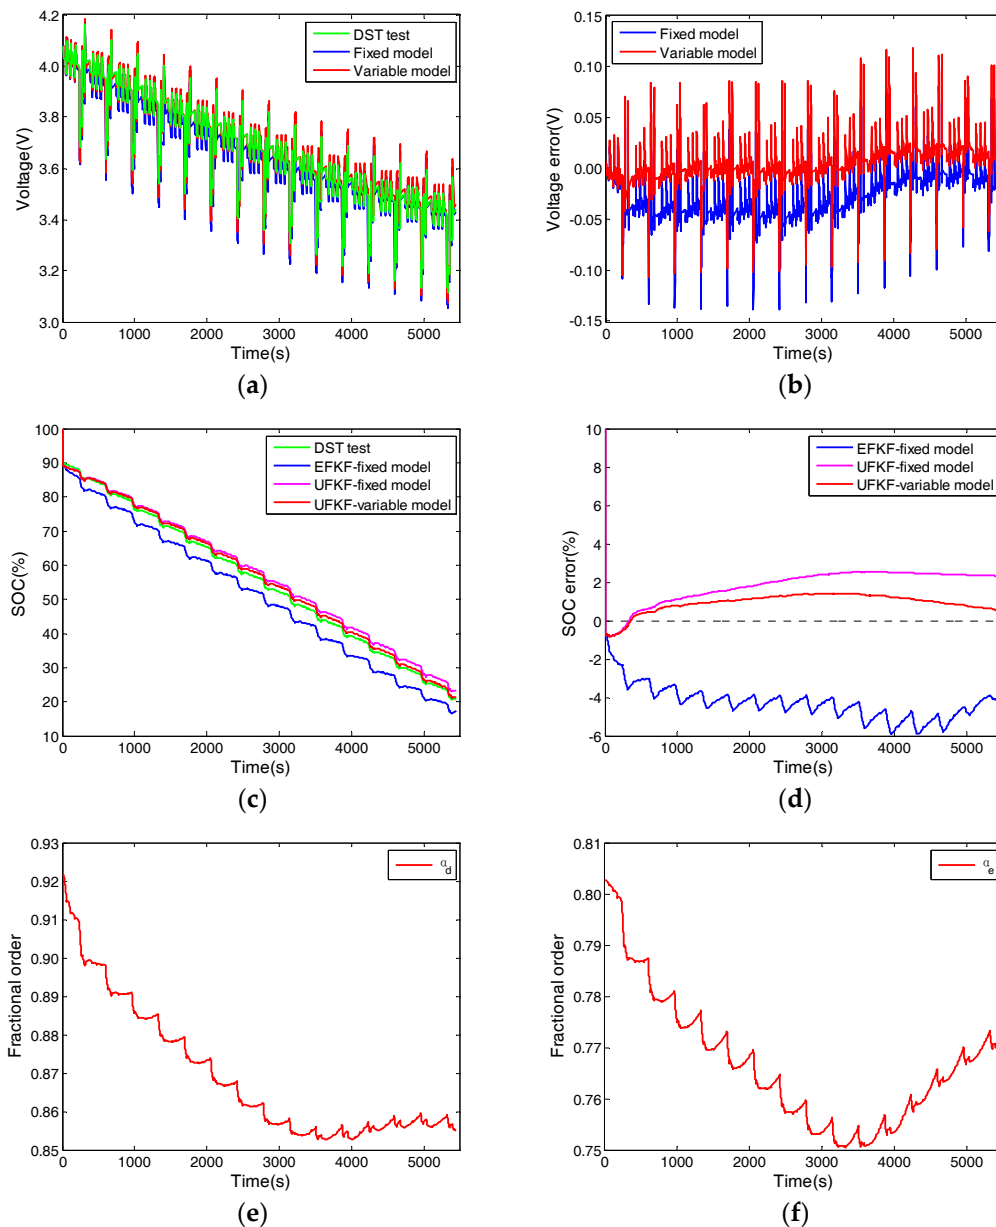 4.2
4.0
3.8
3.6
3.4
3.2
3.0
Voltage(V)
DST test
Fixed model
Variable model
0 1000 2000 3000 4000 5000
Time(s)
(a)
0.15
0.10
0.05
0.00
-0.05
-0.10
-0.15
Voltage error(V)
Fixed model
Variable model
0 1000 2000 3000 4000 5000
Time(s)
(b)
100
90
80
70
60
50
40
30
20
10
SOC(%)
DST test
EFKF-fixed model
UFKF-fixed model
UFKF-variable model
0 1000 2000 3000 4000 5000
Time(s)
(c)
10
8
6
4
2
0
-2
-4
-6
SOC error(%)
EFKF-fixed model
UFKF-fixed model
UFKF-variable model
0 1000 2000 3000 4000 5000
Time(s)
(d)
0.93
0.92
0.91
0.90
0.89
0.88
0.87
0.86
0.85
Fractional order
α_d
0 1000 2000 3000 4000 5000
Time(s)
(e)
0.81
0.80
0.79
0.78
0.77
0.76
0.75
Fractional order
α_e
0 1000 2000 3000 4000 5000
Time(s)
(f)